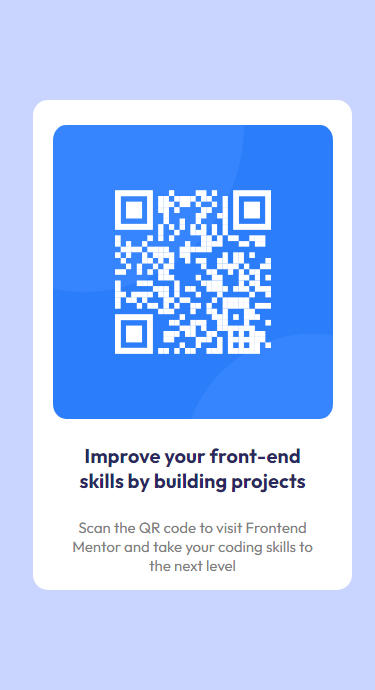 Improve your front-end
skills by building projects
Scan the QR code to visit Frontend
Mentor and take your coding skills to
the next level